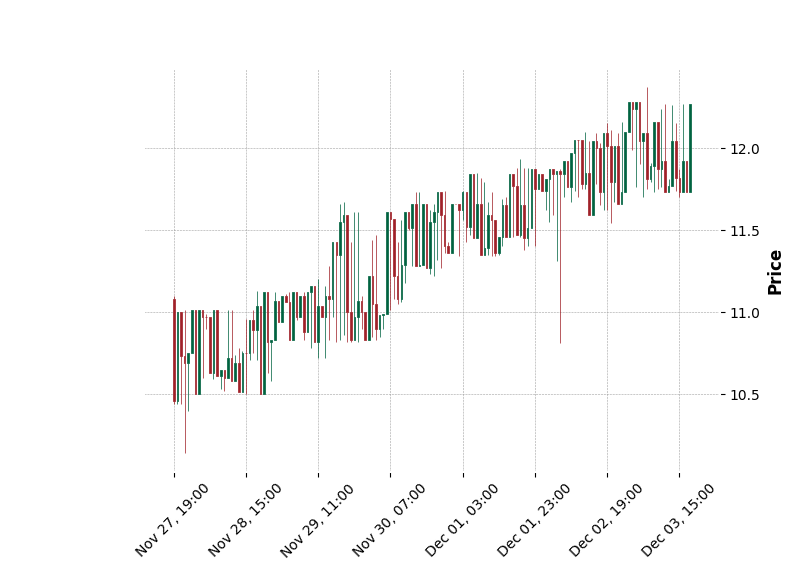 12.0
11.5
11.0
10.5
Price
Nov 27, 19:00
Nov 28, 15:00
Nov 29, 11:00
Nov 30, 07:00
Dec 01, 03:00
Dec 01, 23:00
Dec 02, 19:00
Dec 03, 15:00